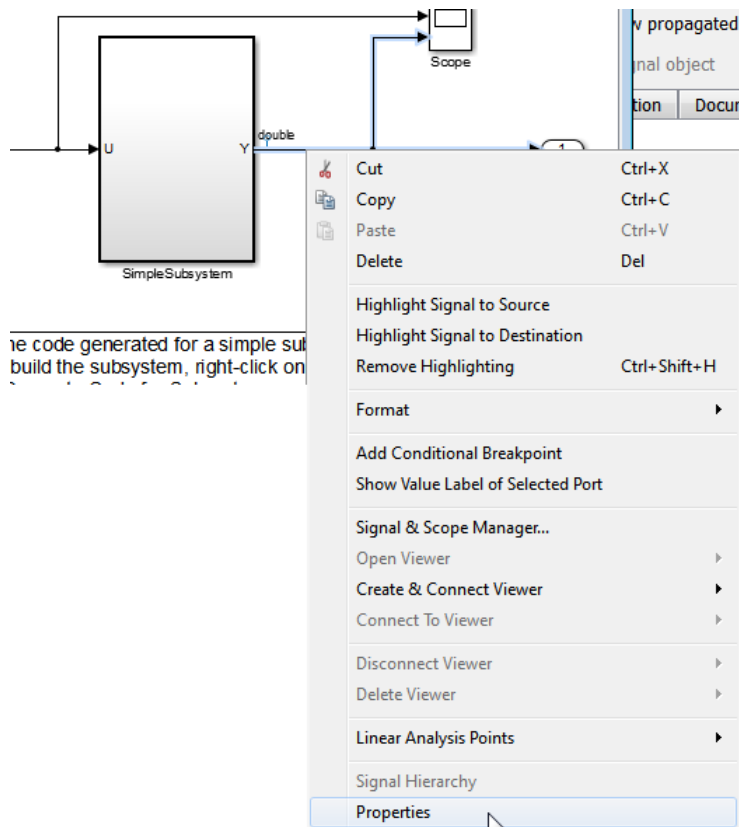 w propagated
Scope
gnal object
tion Docur
double
U Y
1
SimpleSubsystem
Cut Ctrl+X
Copy Ctrl+C
Paste Ctrl+V
Delete Del
Highlight Signal to Source
Highlight Signal to Destination
Remove Highlighting Ctrl+Shift+H
Format
Add Conditional Breakpoint
Show Value Label of Selected Port
Signal & Scope Manager...
Open Viewer
Create & Connect Viewer
Connect To Viewer
Disconnect Viewer
Delete Viewer
Linear Analysis Points
Signal Hierarchy
Properties
ne code generated for a simple sub
build the subsystem, right-click on